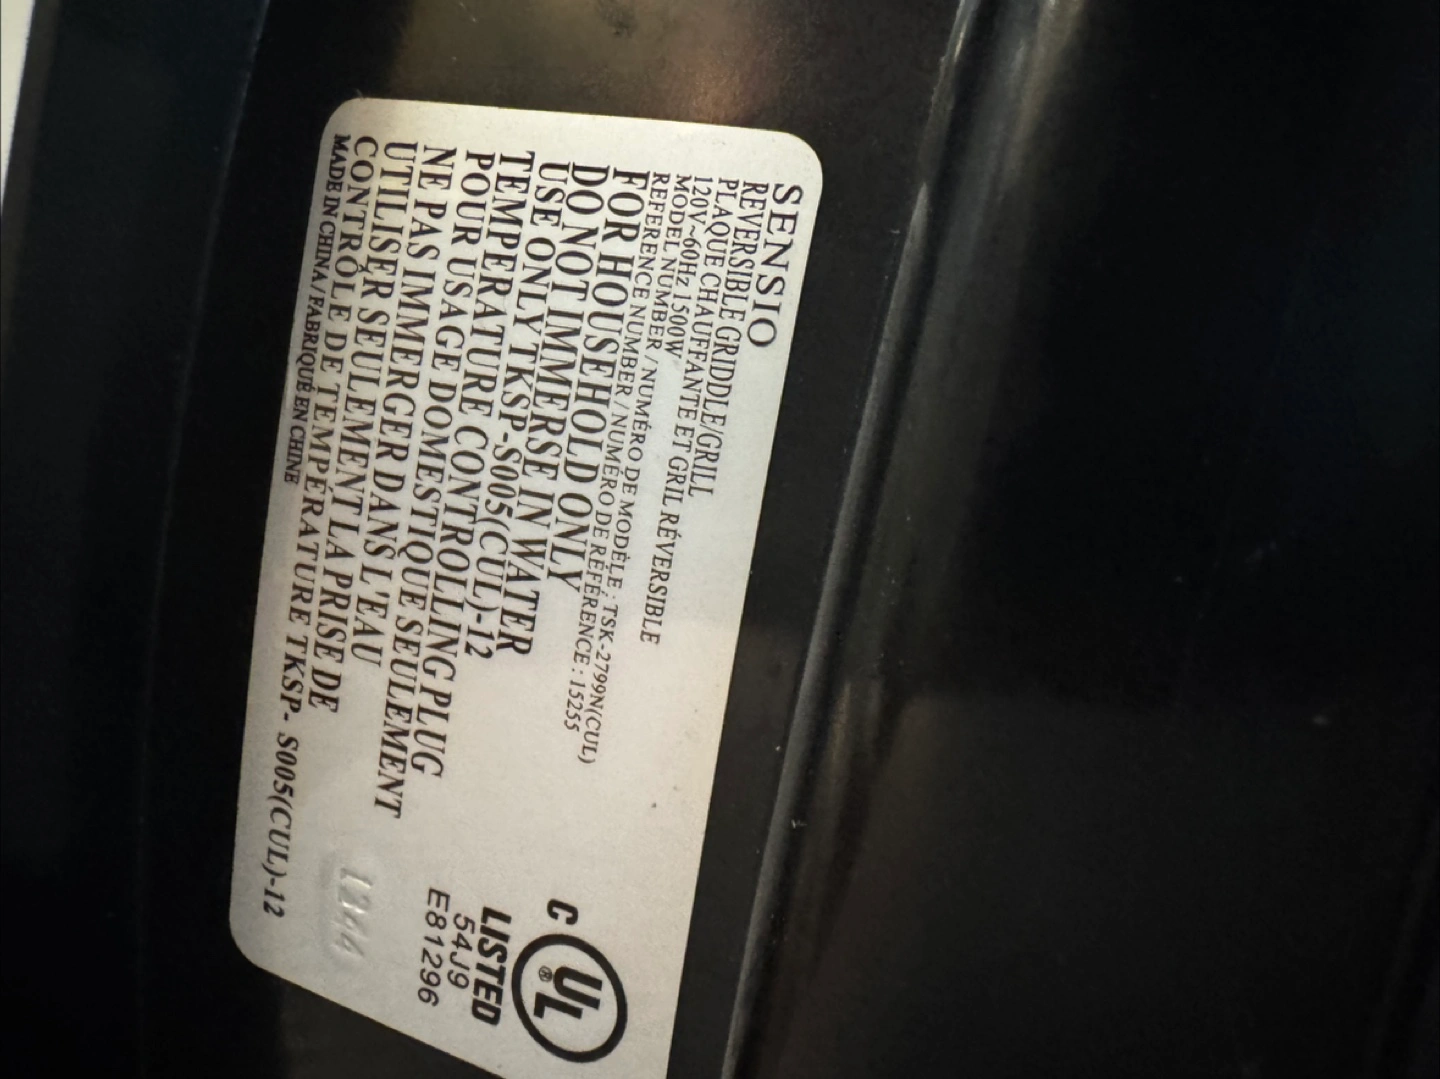 SENSIO
REVERSIBLE GRIDDLE/GRILL
PLAQUE CHAUFFANTE ET GRIL RÉVERSIBLE
120V~60Hz 1500W
MODEL NUMBER / NUMÉRO DE MODÈLE : TSK-2799N(CUL)
REFERENCE NUMBER / NUMÉRO DE RÉFÉRENCE : 15255
FOR HOUSEHOLD ONLY
DO NOT IMMERSE IN WATER
USE ONLY TKSP-S005(CUL)-12
TEMPERATURE CONTROLLING PLUG
POUR USAGE DOMESTIQUE SEULEMENT
NE PAS IMMERGER DANS L'EAU
UTILISER SEULEMENT LA PRISE DE
CONTRÔLE DE TEMPÉRATURE TKSP- S005(CUL)-12
MADE IN CHINA / FABRIQUÉ EN CHINE
C UL ®
LISTED
54J9
E81296
1344